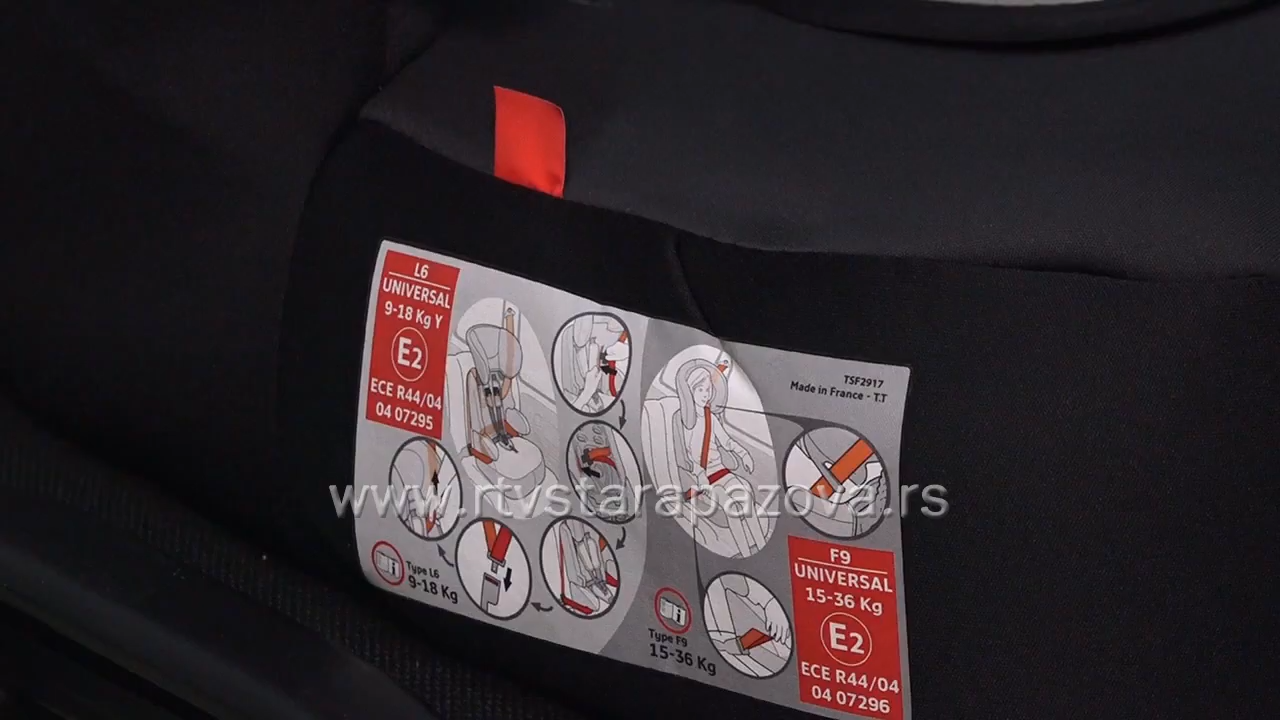 L6
UNIVERSAL
9-18 Kg Y
E2
ECE R44/04
04 07295
TSF2917
Made in France - T.T
www.rtvstarapazova.rs
Type L6
9-18 Kg
Type F9
15-36 Kg
F9
UNIVERSAL
15-36 Kg
E2
ECE R44/04
04 07296